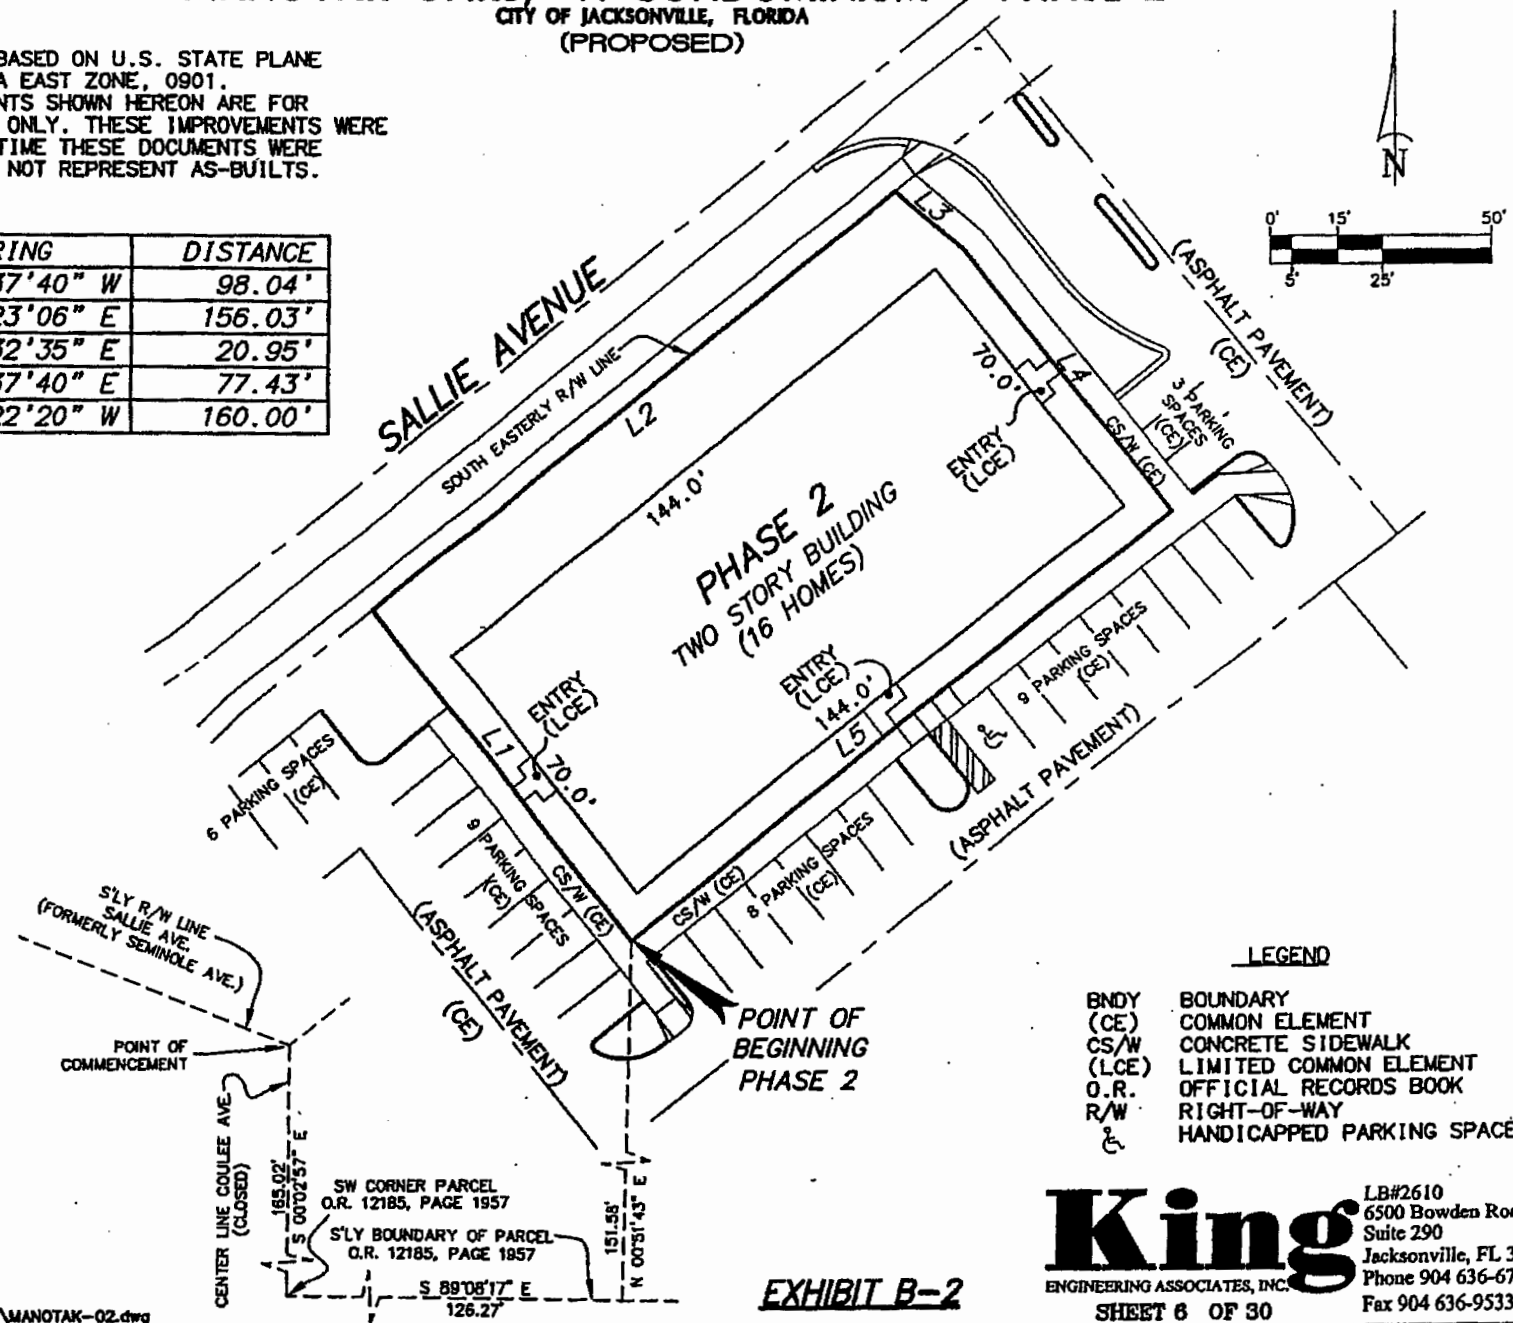 CITY OF JACKSONVILLE, FLORIDA
(PROPOSED)
BASED ON U.S. STATE PLANE
A EAST ZONE, 0901.
NTS SHOWN HEREON ARE FOR
ONLY. THESE IMPROVEMENTS WERE
TIME THESE DOCUMENTS WERE
NOT REPRESENT AS-BUILTS.
RING DISTANCE
37'40" W 98.04'
23'06" E 156.03'
32'35" E 20.95'
37'40" E 77.43'
22'20" W 160.00'
N
0' 15' 50'
5' 25'
SALLIE AVENUE
SOUTH EASTERLY R/W LINE
L2
L3
L4
(ASPHALT PAVEMENT)
(CE)
3 PARKING
SPACES
(CE)
70.0'
CS/W (CE)
ENTRY
(LCE)
144.0'
PHASE 2
TWO STORY BUILDING
(16 HOMES)
ENTRY
(LCE)
144.0'
L5
9 PARKING SPACES
(CE)
ENTRY
(LCE)
L1
70.0'
6 PARKING SPACES
(CE)
9 PARKING SPACES
(CE)
CS/W (CE)
CS/W (CE)
8 PARKING SPACES
(CE)
(ASPHALT PAVEMENT)
(ASPHALT PAVEMENT)
(CE)
S'LY R/W LINE
SALLIE AVE.
(FORMERLY SEMINOLE AVE.)
POINT OF
COMMENCEMENT
POINT OF
BEGINNING
PHASE 2
CENTER LINE COULEE AVE.
(CLOSED)
165.02'
S 00°02'57" E
SW CORNER PARCEL
O.R. 12185, PAGE 1957
S'LY BOUNDARY OF PARCEL
O.R. 12185, PAGE 1957
151.58'
N 00°51'43" E
S 89°08'17" E
126.27'
LEGEND
BNDY BOUNDARY
(CE) COMMON ELEMENT
CS/W CONCRETE SIDEWALK
(LCE) LIMITED COMMON ELEMENT
O.R. OFFICIAL RECORDS BOOK
R/W RIGHT-OF-WAY
HANDICAPPED PARKING SPACE
King
ENGINEERING ASSOCIATES, INC.
LB#2610
6500 Bowden Roa
Suite 290
Jacksonville, FL 3
Phone 904 636-67
Fax 904 636-9533
EXHIBIT B-2
SHEET 6 OF 30
\MANOTAK-02.dwg